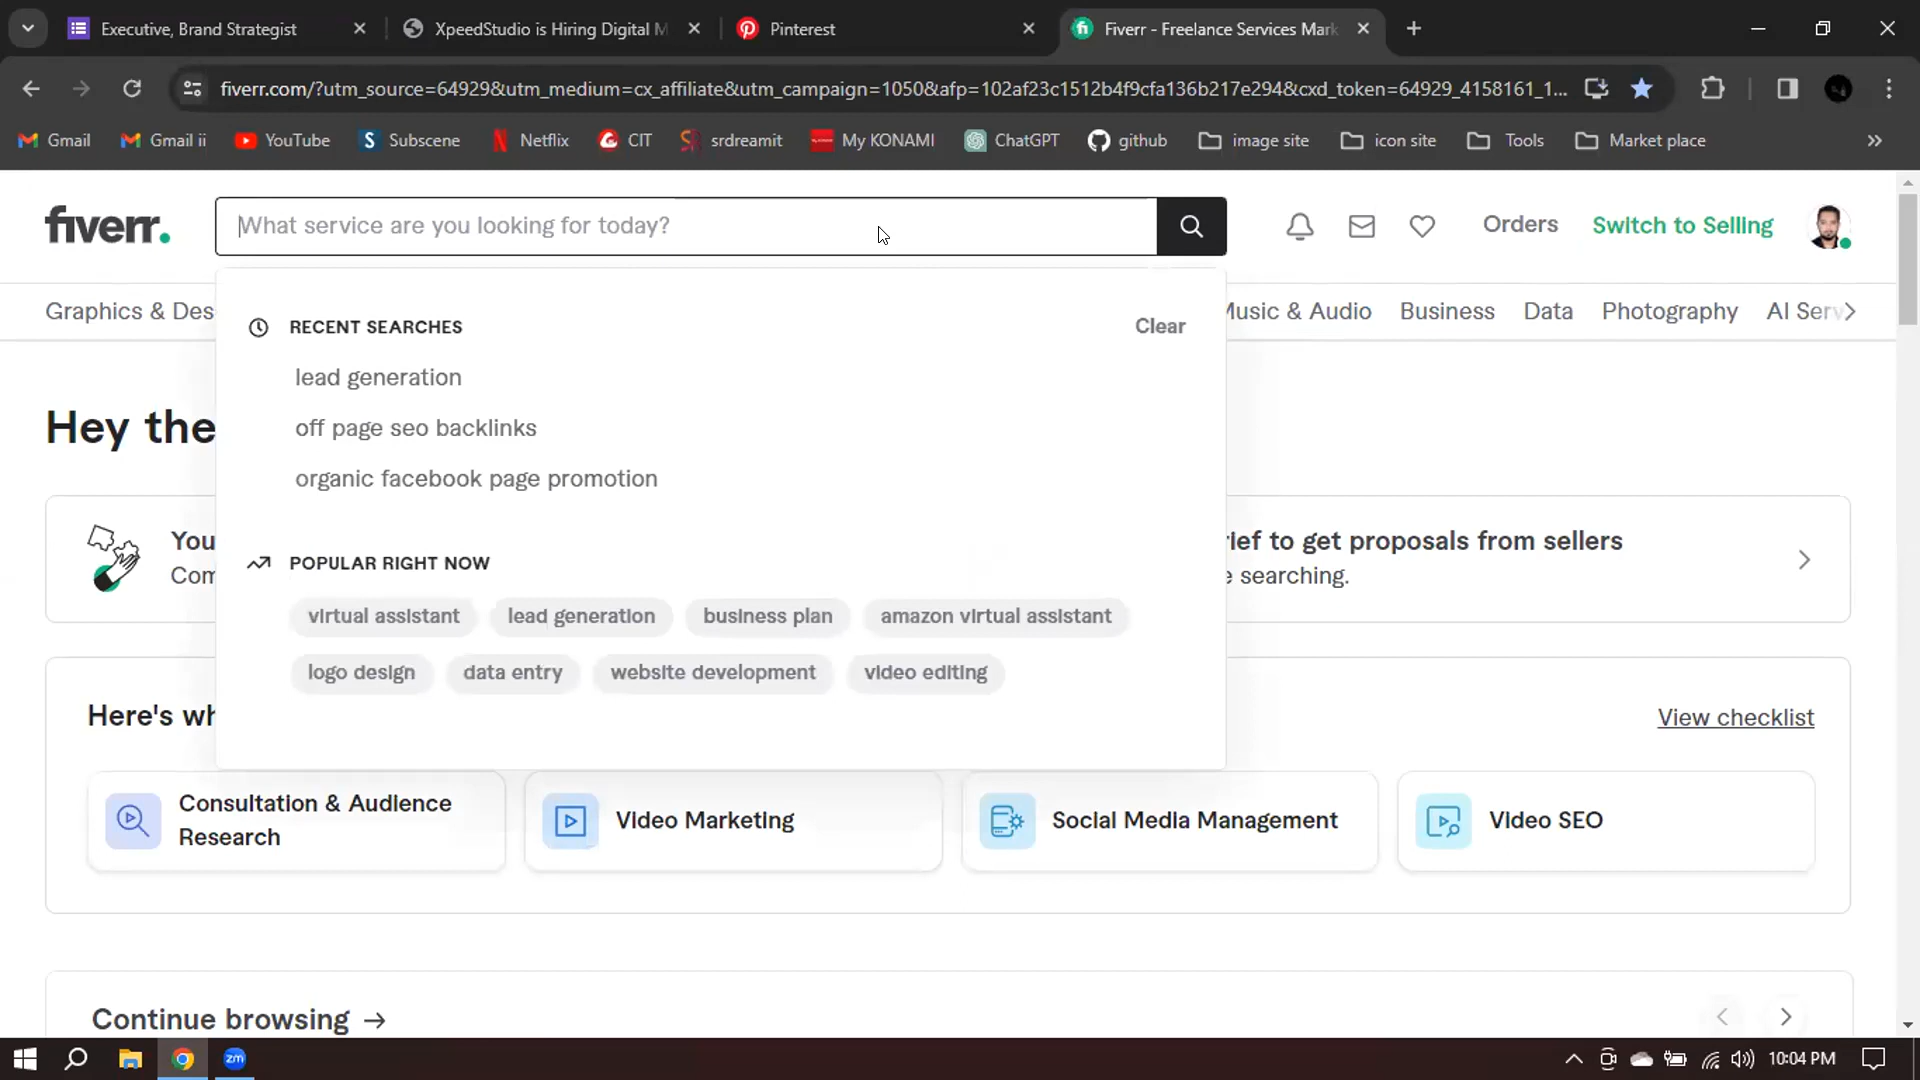 Executive, Brand Strategist
XpeedStudio is Hiring Digital M
Pinterest
Fiverr - Freelance Services Mark
fiverr.com/?utm_source=64929&utm_medium=cx_affiliate&utm_campaign=1050&afp=102af23c1512b4f9cfa136b217e294&cxd_token=64929_4158161_1...
Gmail
Gmail ii
YouTube
Subscene
Netflix
CIT
srdreamit
My KONAMI
ChatGPT
github
image site
icon site
Tools
Market place
fiverr.
What service are you looking for today?
Orders
Switch to Selling
Graphics & Des
Music & Audio
Business
Data
Photography
AI Serv
RECENT SEARCHES
Clear
lead generation
off page seo backlinks
organic facebook page promotion
Hey the
You
Com
rief to get proposals from sellers
e searching.
POPULAR RIGHT NOW
virtual assistant
lead generation
business plan
amazon virtual assistant
logo design
data entry
website development
video editing
Here's wh
View checklist
Consultation & Audience
Research
Video Marketing
Social Media Management
Video SEO
Continue browsing
zm
10:04 PM